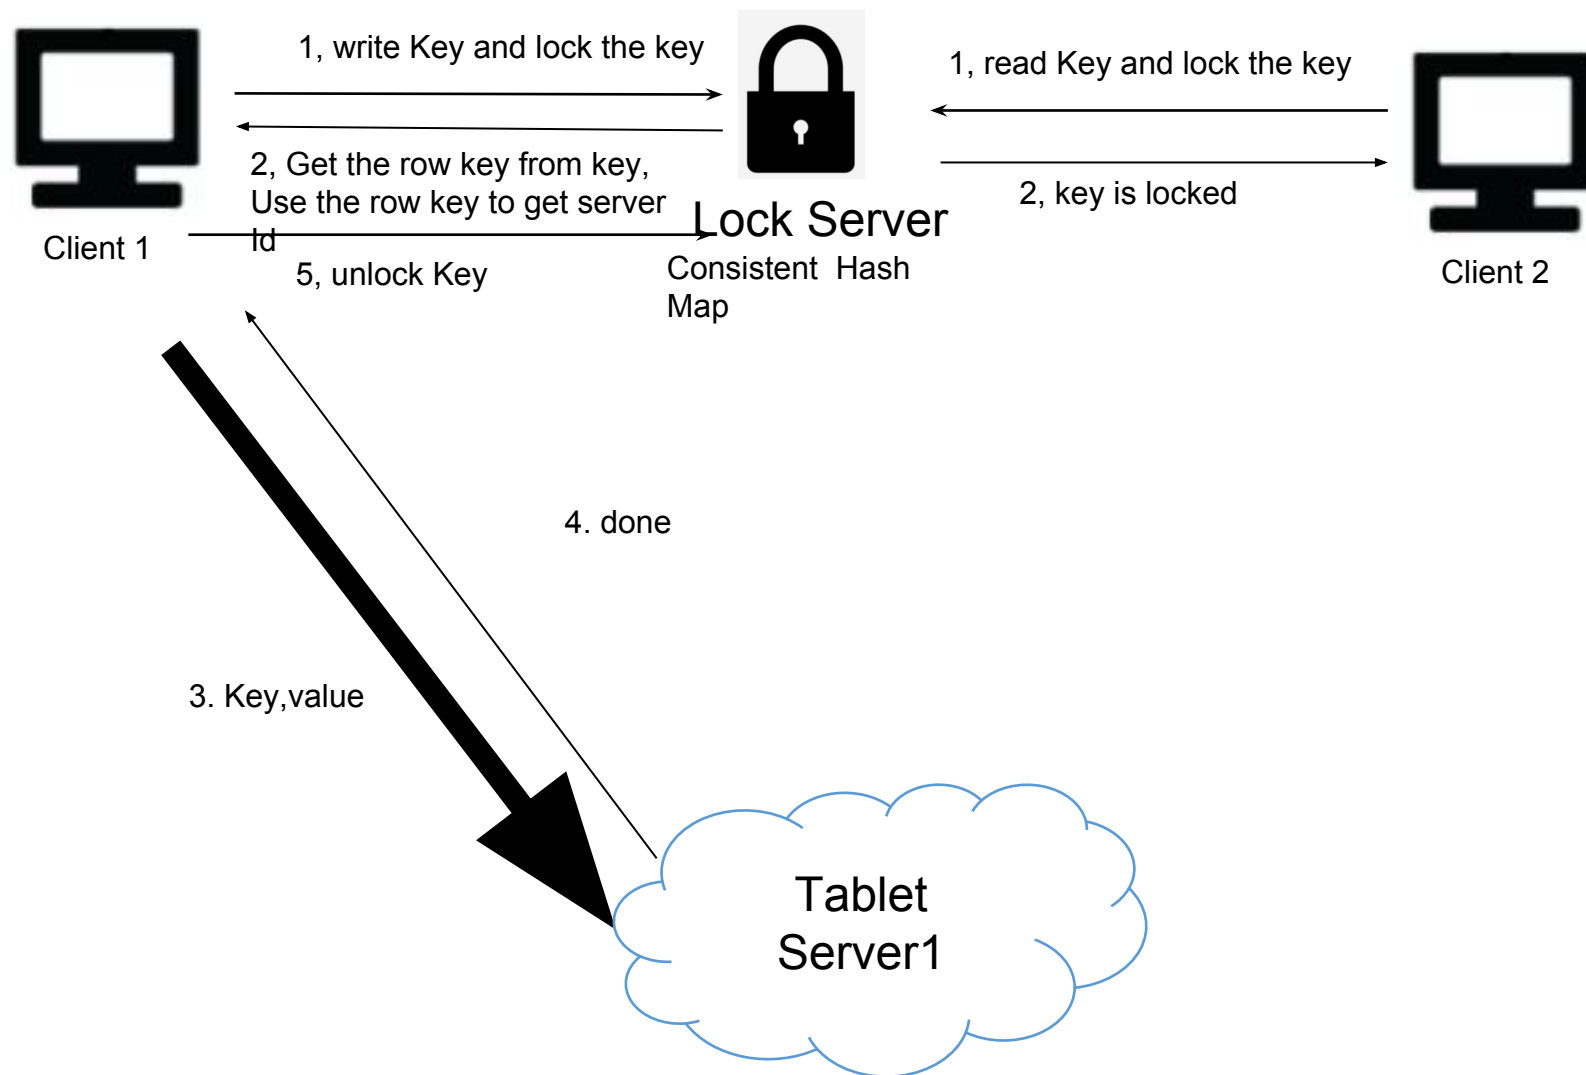 1, write Key and lock the key
1, read Key and lock the key
2, Get the row key from key,
Use the row key to get server
Id
2, key is locked
Lock Server
Client 1
5, unlock Key
Consistent  Hash
Map
Client 2
4. done
3. Key,value
Tablet
Server1